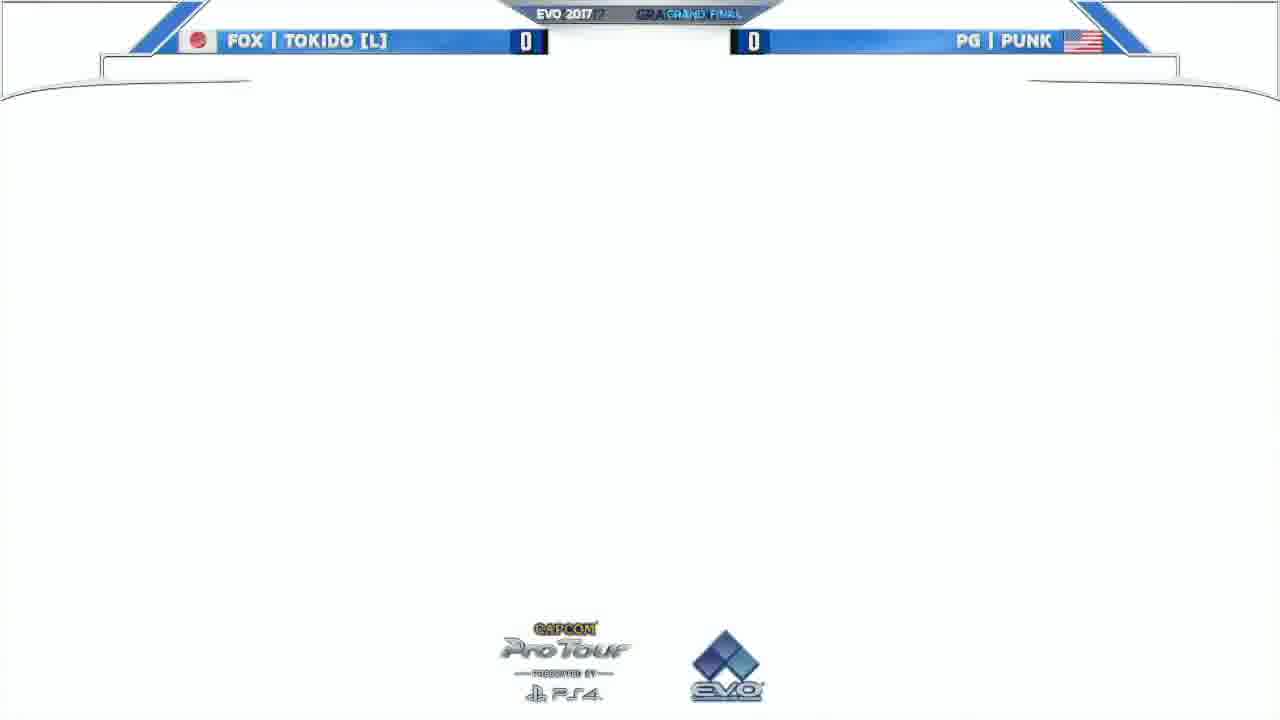 EVO 2017 GRAND FINAL
FOX | TOKIDO [L] 0 0 PG | PUNK
CAPCOM
Pro Tour
PRESENTED BY
PS4
EVO